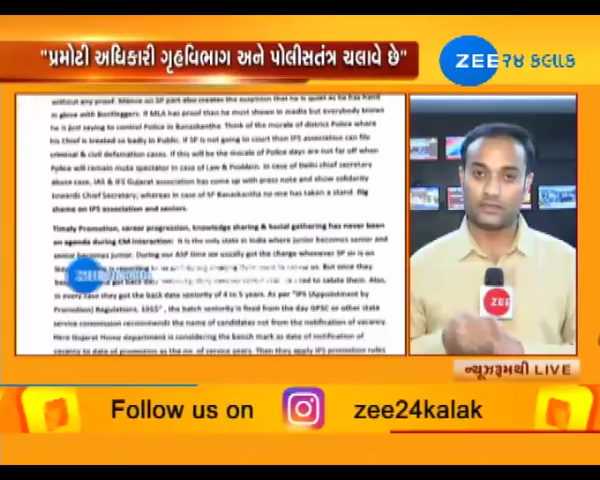 "પ્રમોટી અધિકારી ગૃહવિભાગ અને પોલીસતંત્ર ચલાવે છે"
ZEE ૨૪ કલાક
without any proof. Silence on SP part also creates the suspicion that he is quiet as he has hand
in glove with Bootleggers. If MLA has proof than he must shown in media but everybody knows
he is just saying to control Police in Banaskantha. Think of the morale of district Police where
his Chief is treated so badly in Public. If SP is not going to court than IPS association can file
criminal & civil defamation cases. If this will be the morale of Police days are not far off when
Police will remain mute spectator in case of Law & Problem. In case of Delhi chief secretary
abuse case, IAS & IFS Gujarat association has come up with press note and show solidarity
towards Chief Secretary; whereas in case of SP Banaskantha no one has taken a stand. Big
shame on IPS association and seniors.
Timely Promotion, career progression, knowledge sharing & Social gathering has never been
an agenda during CM interaction: It is the only state in India where junior becomes senior and
senior becomes junior. During our ASP time we usually got the charge whenever SP sir is on
is reporting to us But once they
got back to salute them. Also,
in every case they got the back date seniority of 4 to 5 years. As per "IPS (Appointment by
Promotion) Regulations, 1955", the batch seniority is fixed from the day GPSC or other state
service commission recommends the name of candidates not from the notification of vacancy.
Here Gujarat Home department is considering the bench mark as date of notification of
vacancy to date of promotion as the no. of service years. Then they apply IPS promotion rules
ZEE
ZEE
ન્યૂઝરૂમથી LIVE
Follow us on zee24kalak